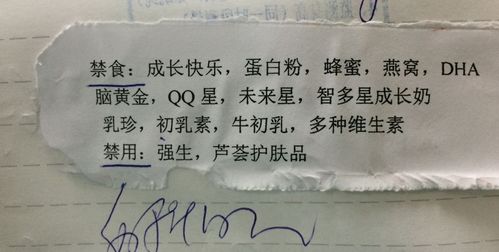 禁食：成长快乐，蛋白粉，蜂蜜，燕窝，DHA
脑黄金，QQ 星，未来星，智多星成长奶
乳珍，初乳素，牛初乳，多种维生素
禁用：强生，芦荟护肤品